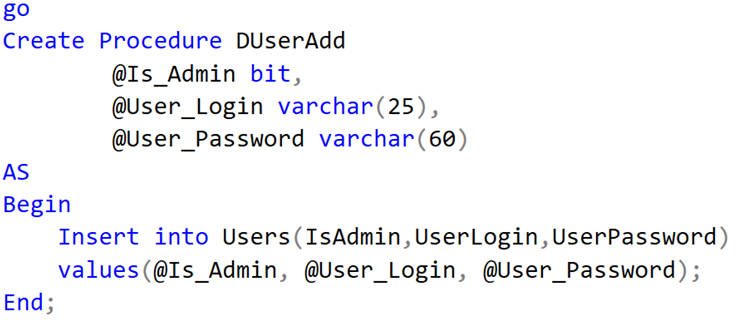 go
Create Procedure DUserAdd
@Is_Admin bit,
@User_Login varchar(25),
@User_Password varchar(60)
AS
Begin
Insert into Users(IsAdmin,UserLogin,UserPassword)
values(@Is_Admin, @User_Login, @User_Password);
End;